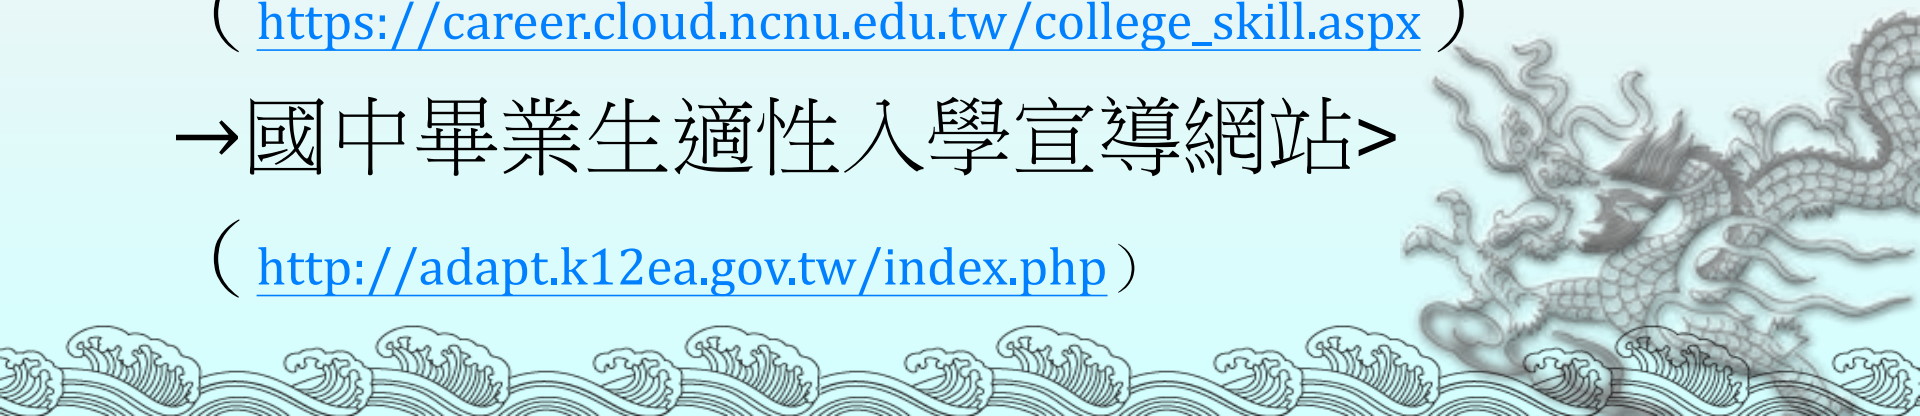 （https://career.cloud.ncnu.edu.tw/college_skill.aspx）
→國中畢業生適性入學宣導網站>
（http://adapt.k12ea.gov.tw/index.php）